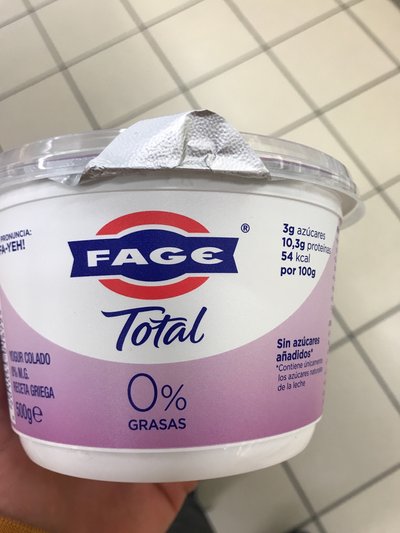 PRONUNCIA:
FA-YEH!
FAGE®
Total
0%
GRASAS
YOGUR COLADO
0% M.G.
RECETA GRIEGA
500g e
3g azúcares
10,3g proteínas
54 kcal
por 100g
Sin azúcares
añadidos*
*Contiene únicamente
los azúcares naturales
de la leche